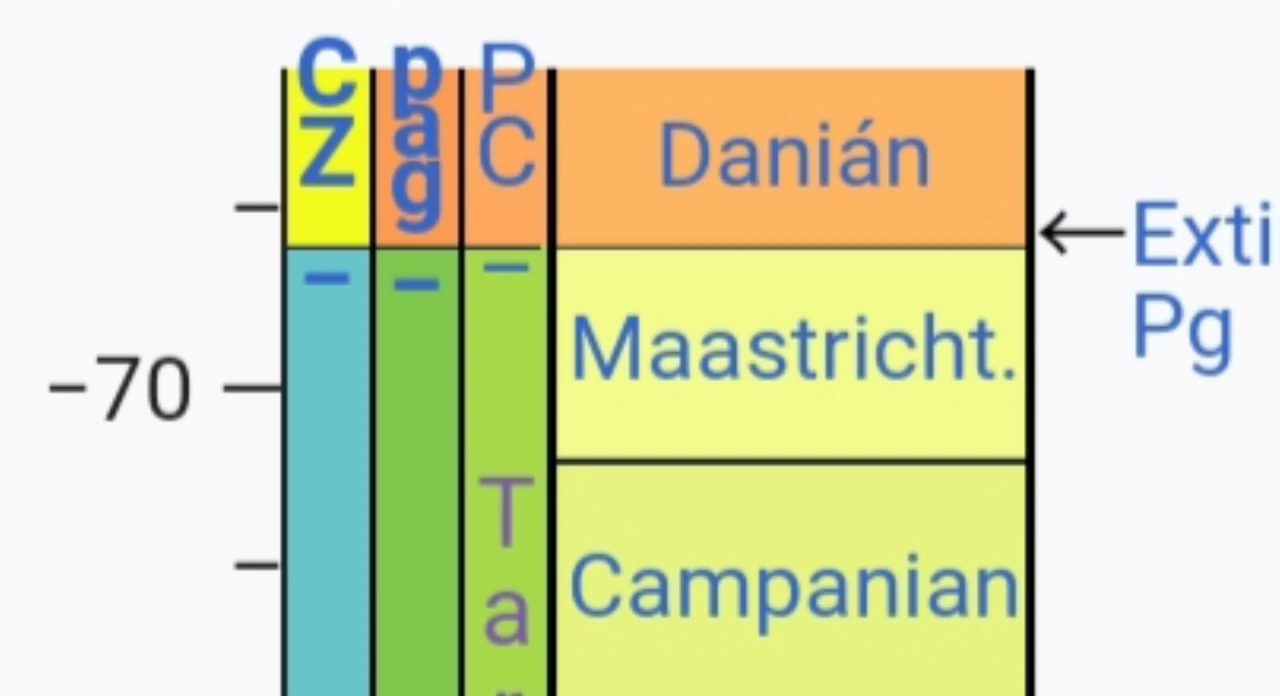 C
Z
p
a
g
P
C
Danián
Exti
Pg
–
–
–
Maastricht.
−70
T
a
Campanian